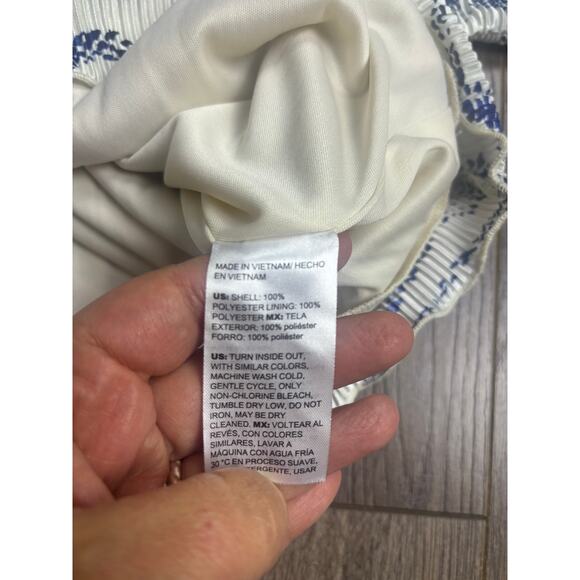 MADE IN VIETNAM/ HECHO
EN VIETNAM
US: SHELL: 100%
POLYESTER LINING: 100%
POLYESTER MX: TELA
EXTERIOR: 100% poliéster
FORRO: 100% poliéster
US: TURN INSIDE OUT,
WITH SIMILAR COLORS,
MACHINE WASH COLD,
GENTLE CYCLE, ONLY
NON-CHLORINE BLEACH,
TUMBLE DRY LOW, DO NOT
IRON, MAY BE DRY
CLEANED. MX: VOLTEAR AL
REVÉS, CON COLORES
SIMILARES, LAVAR A
MÁQUINA CON AGUA FRÍA
30 °C EN PROCESO SUAVE,
USAR